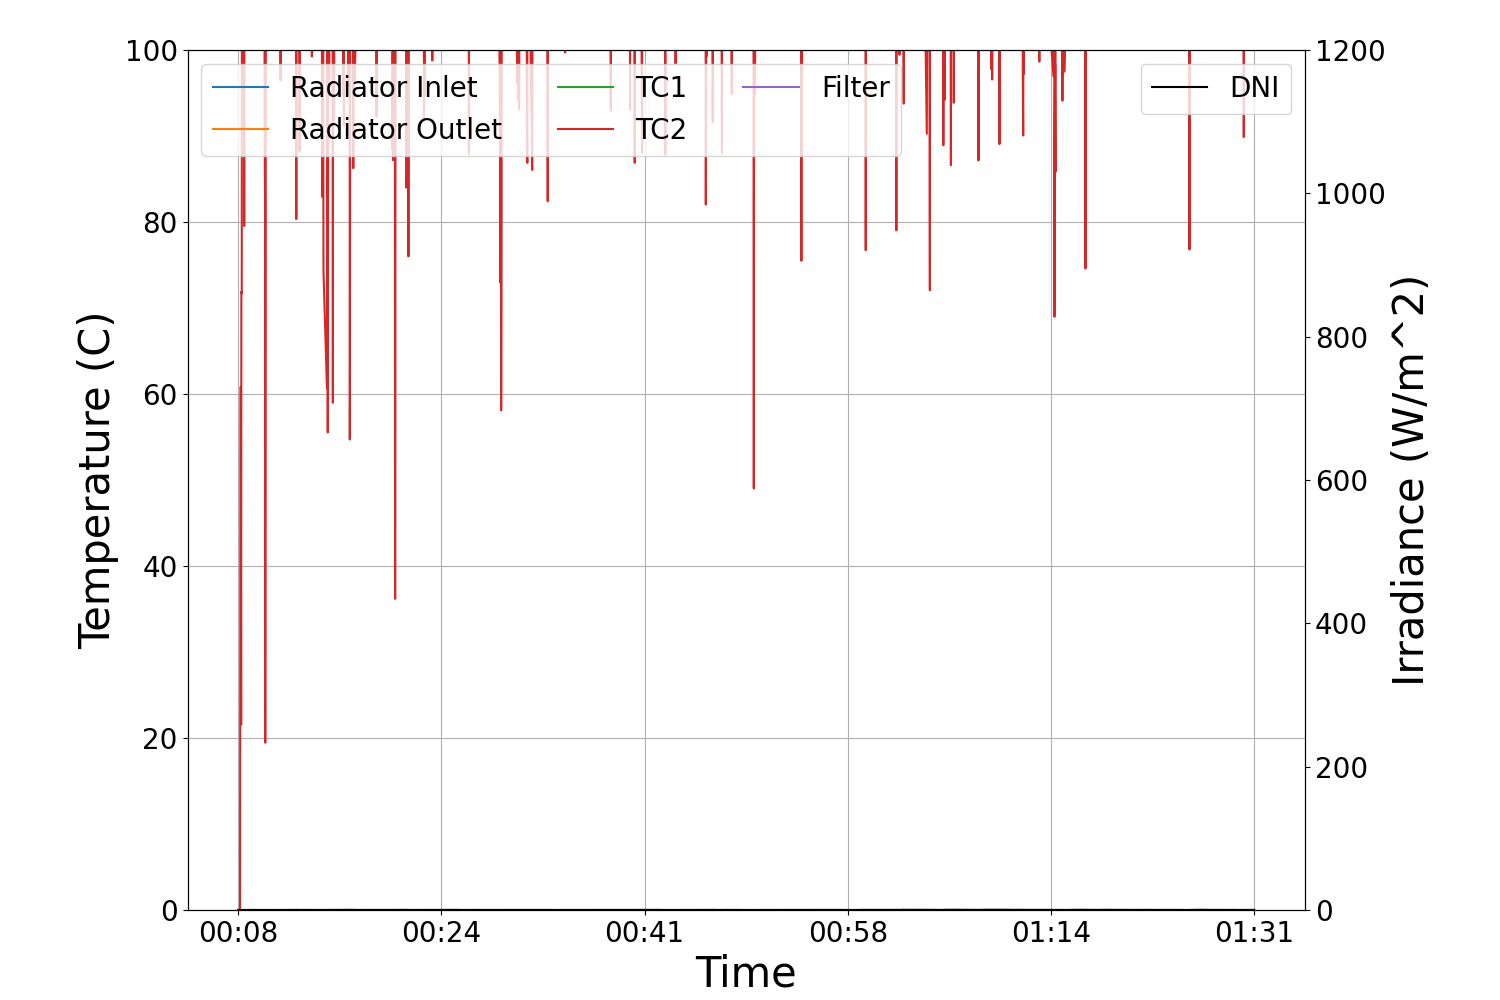 100
80
60
40
20
0
Temperature (C)
Radiator Inlet
Radiator Outlet
TC1
TC2
Filter
DNI
1200
1000
800
600
400
200
0
Irradiance (W/m^2)
00:08 00:24 00:41 00:58 01:14 01:31
Time